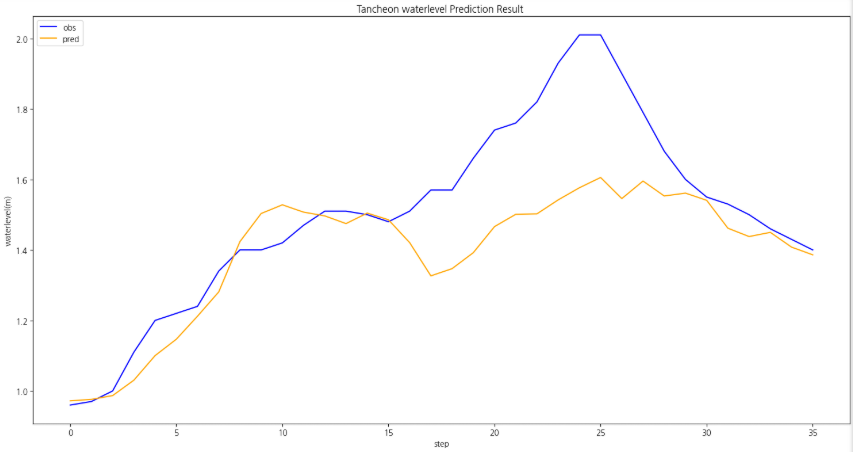 Tancheon waterlevel Prediction Result
obs
pred
waterlevel(m)
2.0
1.8
1.6
1.4
1.2
1.0
0 5 10 15 20 25 30 35
step